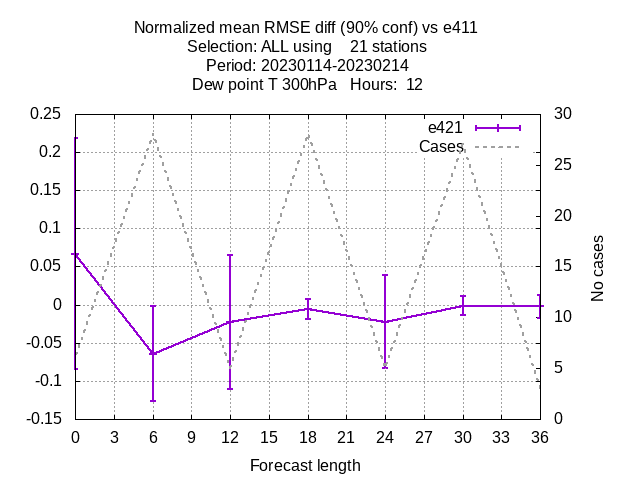 Normalized mean RMSE diff (90% conf) vs e411
Selection: ALL using    21 stations
Period: 20230114-20230214
Dew point T 300hPa   Hours:  12
0.25
0.2
0.15
0.1
0.05
0
-0.05
-0.1
-0.15
e421
Cases
30
25
20
15
10
5
0
No cases
0 3 6 9 12 15 18 21 24 27 30 33 36
Forecast length